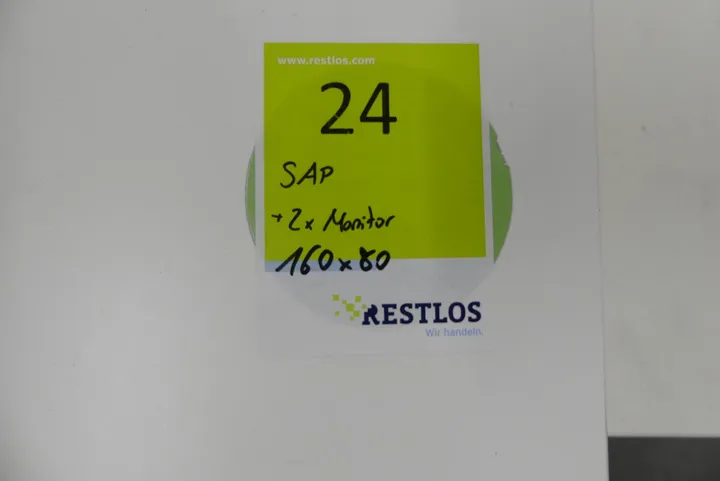 www.restlos.com
24
SAP
+ 2x Monitor
160x80
RESTLOS
Wir handeln.